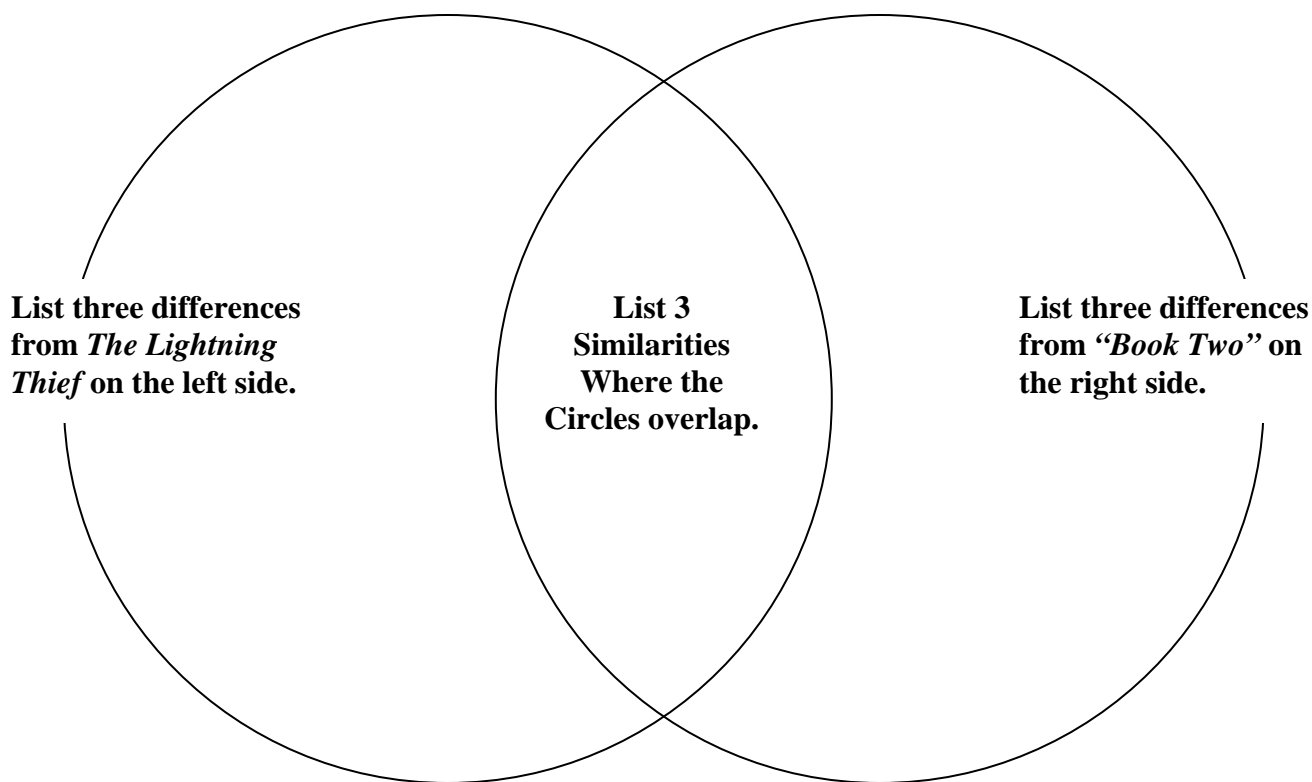 List three differences
from The Lightning
Thief on the left side.
List 3
Similarities
Where the
Circles overlap.
List three differences
from “Book Two” on
the right side.